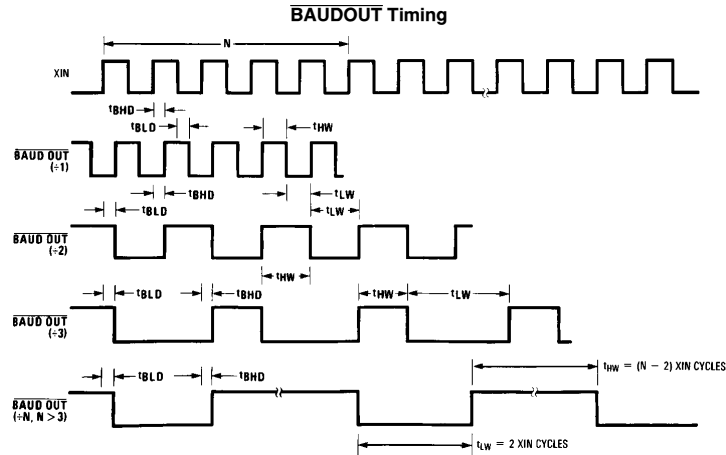 BAUDOUT Timing
N
XIN
tBHD
tBLD
tHW
BAUD OUT
(÷1)
tBHD
tLW
tBLD
BAUD OUT
(÷2)
tHW
tBLD
tBHD
tHW
tLW
BAUD OUT
(÷3)
tBLD
tBHD
tHW = (N − 2) XIN CYCLES
BAUD OUT
(÷N, N > 3)
tLW = 2 XIN CYCLES